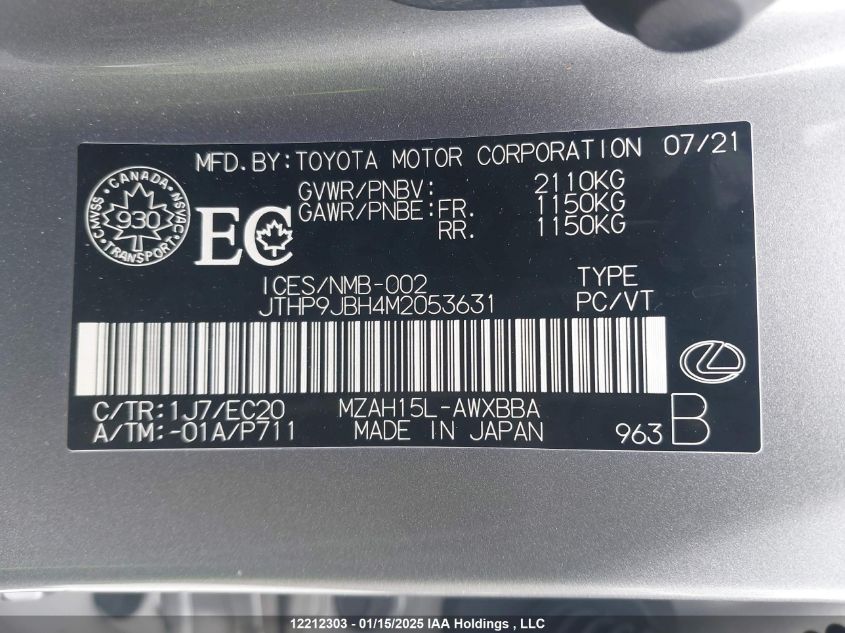 MFD.BY:TOYOTA MOTOR CORPORATION 07/21
GVWR/PNBV: 2110KG
GAWR/PNBE:FR. 1150KG
RR. 1150KG
CANADA
CMVSS 930 NSVAC
TRANSPORT
EC
ICES/NMB-002 TYPE
JTHP9JBH4M2053631 PC/VT
C/TR:1J7/EC20 MZAH15L-AWXBBA
A/TM:-01A/P711 MADE IN JAPAN 963 B
12212303 - 01/15/2025 IAA Holdings , LLC